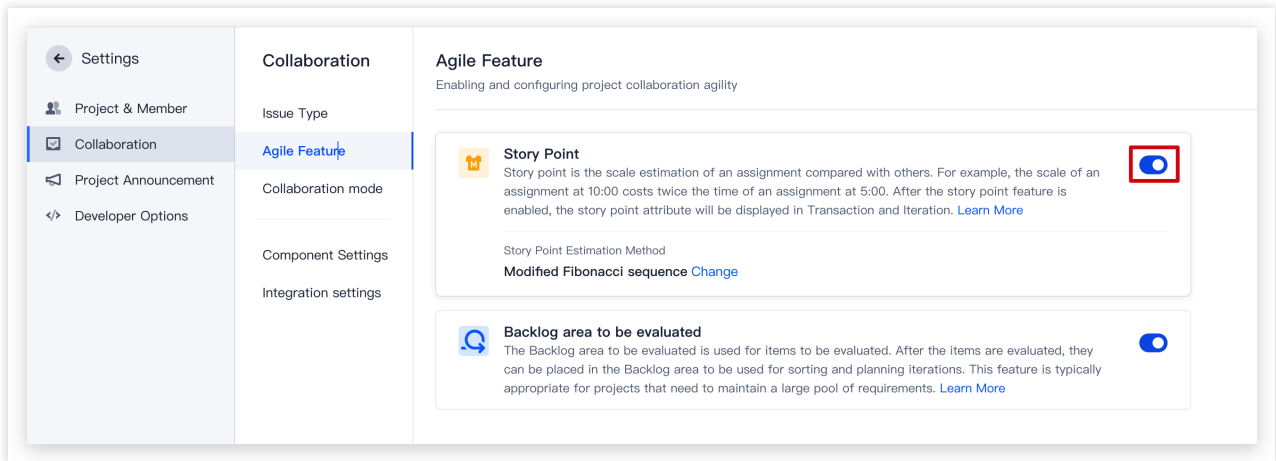 Settings
Project & Member
Collaboration
Project Announcement
Developer Options
Collaboration
Issue Type
Agile Feature
Collaboration mode
Component Settings
Integration settings
Agile Feature
Enabling and configuring project collaboration agility
M
Story Point
Story point is the scale estimation of an assignment compared with others. For example, the scale of an
assignment at 10:00 costs twice the time of an assignment at 5:00. After the story point feature is
enabled, the story point attribute will be displayed in Transaction and Iteration. Learn More
Story Point Estimation Method
Modified Fibonacci sequence Change
Backlog area to be evaluated
The Backlog area to be evaluated is used for items to be evaluated. After the items are evaluated, they
can be placed in the Backlog area to be used for sorting and planning iterations. This feature is typically
appropriate for projects that need to maintain a large pool of requirements. Learn More